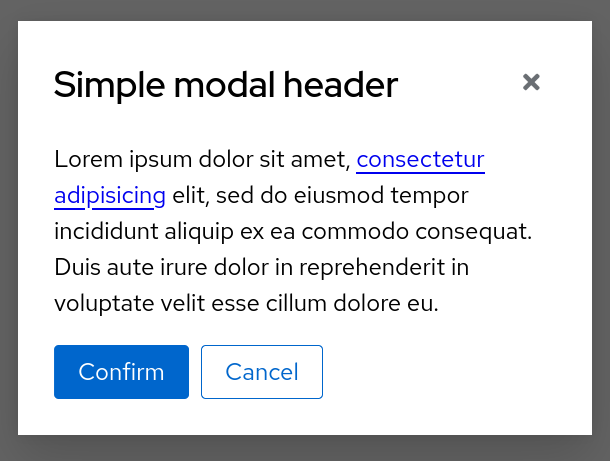 Simple modal header
Lorem ipsum dolor sit amet, consectetur
adipisicing elit, sed do eiusmod tempor
incididunt aliquip ex ea commodo consequat.
Duis aute irure dolor in reprehenderit in
voluptate velit esse cillum dolore eu.
Confirm Cancel